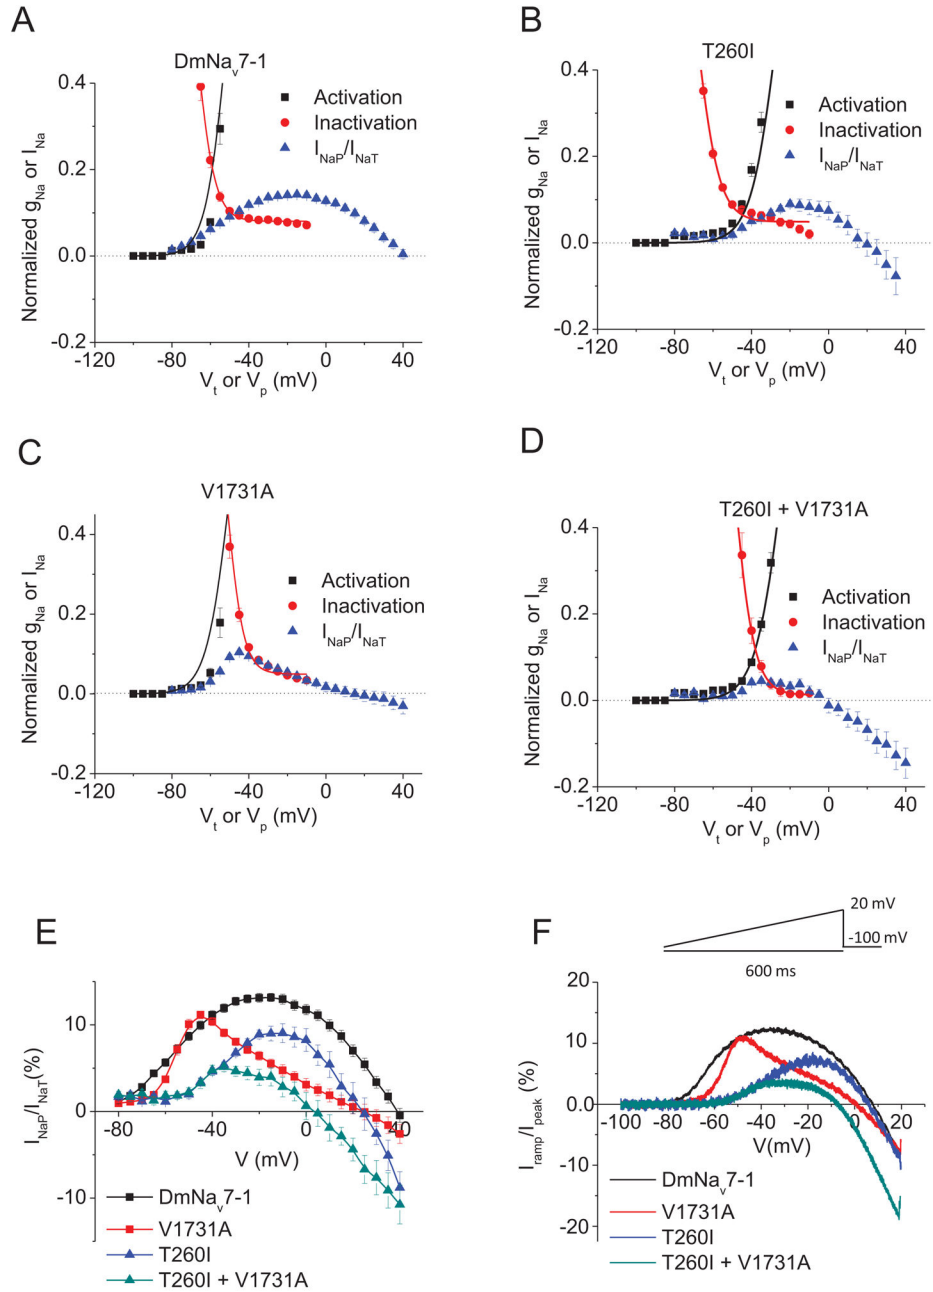 A
DmNav7-1
Normalized gNa or INa
0.4
0.2
0.0
-0.2
-120
-80
-40
0
40
Vt or Vp (mV)
Activation
Inactivation
INaP/INaT
B
T260I
Normalized gNa or INa
0.4
0.2
0.0
-0.2
-120
-80
-40
0
40
Vt or Vp (mV)
Activation
Inactivation
INaP/INaT
C
V1731A
Normalized gNa or INa
0.4
0.2
0.0
-0.2
-120
-80
-40
0
40
Vt or Vp (mV)
Activation
Inactivation
INaP/INaT
D
T260I + V1731A
Normalized gNa or INa
0.4
0.2
0.0
-0.2
-120
-80
-40
0
40
Vt or Vp (mV)
Activation
Inactivation
INaP/INaT
E
INaP/INaT(%)
10
0
-10
-80
-40
0
40
V (mV)
DmNav7-1
V1731A
T260I
T260I + V1731A
F
20 mV
-100 mV
600 ms
Iramp/Ipeak (%)
20
10
0.0
-10
-20
-100
-80
-60
-40
-20
0
20
V(mV)
DmNav7-1
V1731A
T260I
T260I + V1731A